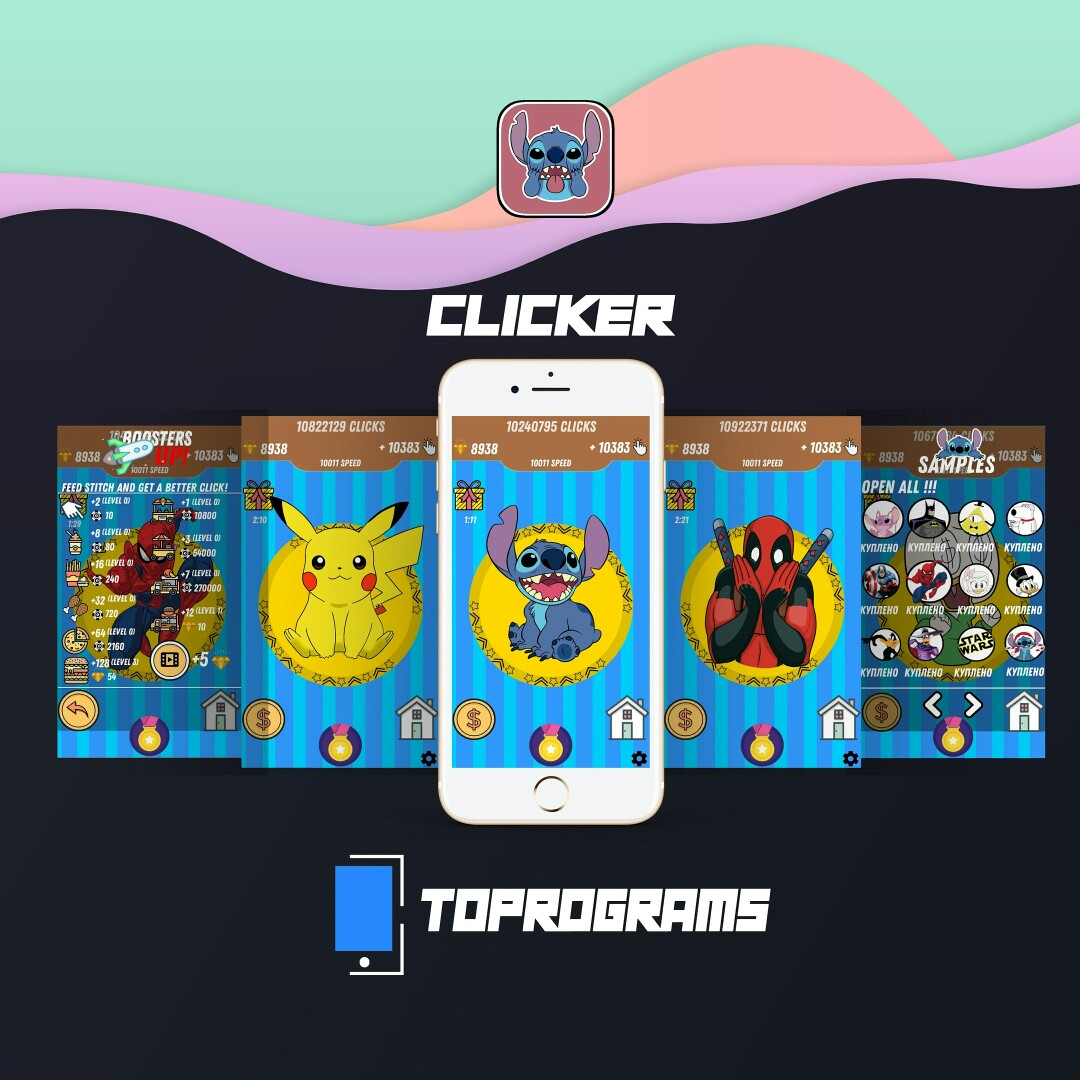 CLICKER
BOOSTERS
UP!
8938
10383
10011 SPEED
FEED STITCH AND GET A BETTER CLICK!
1:29
+2 (LEVEL 0)
10
+8 (LEVEL 0)
80
+16 (LEVEL 0)
240
+32 (LEVEL 0)
720
+64 (LEVEL 0)
2160
+128 (LEVEL 3)
54
+1 (LEVEL 0)
10800
+3 (LEVEL 0)
54000
+7 (LEVEL 0)
270000
10
+5
10822129 CLICKS
8938
+ 10383
10011 SPEED
2:10
$
10240795 CLICKS
8938
+ 10383
10011 SPEED
1:11
$
10922371 CLICKS
8938
+ 10383
10011 SPEED
2:21
$
SAMPLES
8938
10383
OPEN ALL !!!
КУПЛЕНО КУПЛЕНО КУПЛЕНО КУПЛЕНО
КУПЛЕНО КУПЛЕНО КУПЛЕНО КУПЛЕНО
STAR WARS
КУПЛЕНО КУПЛЕНО КУПЛЕНО КУПЛЕНО
$
TOPROGRAMS